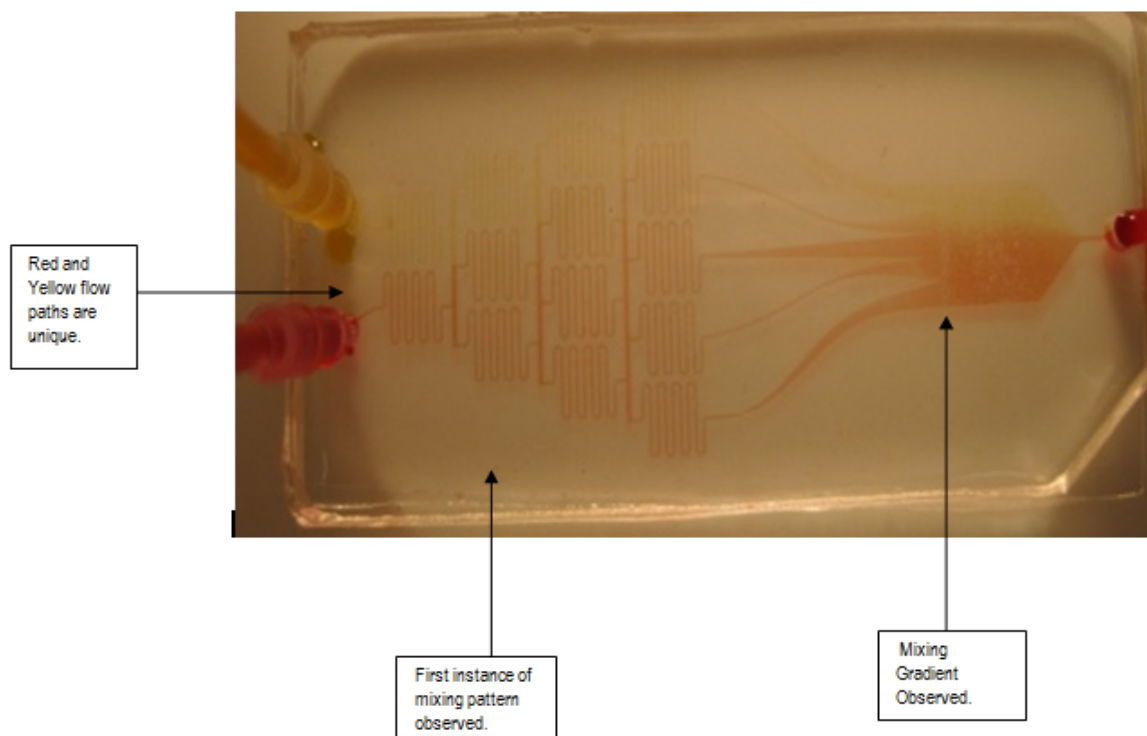 Red and
Yellow flow
paths are
unique.
First instance of
mixing pattern
observed.
Mixing
Gradient
Observed.